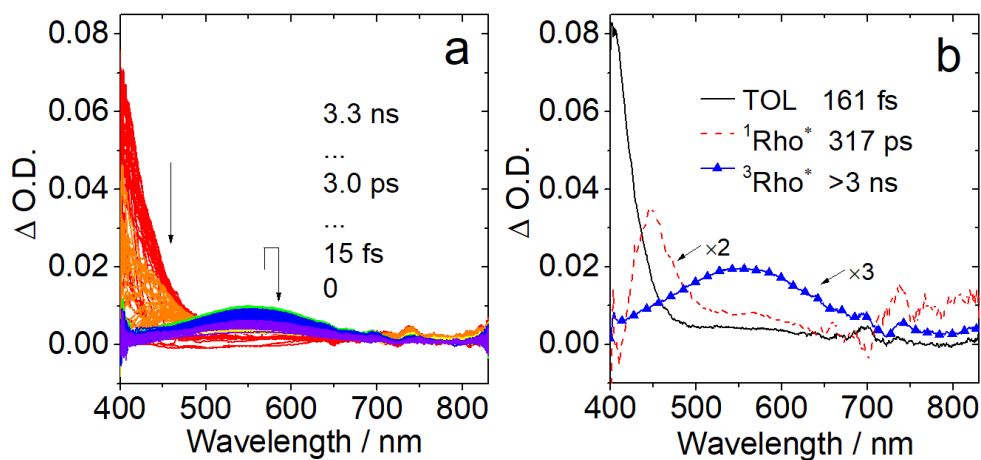 a
3.3 ns
...
3.0 ps
...
15 fs
0
0.08
0.06
0.04
0.02
0.00
Δ O.D.
400 500 600 700 800
Wavelength / nm
b
TOL 161 fs
¹Rho* 317 ps
³Rho* >3 ns
×2
×3
0.08
0.06
0.04
0.02
0.00
Δ O.D.
400 500 600 700 800
Wavelength / nm